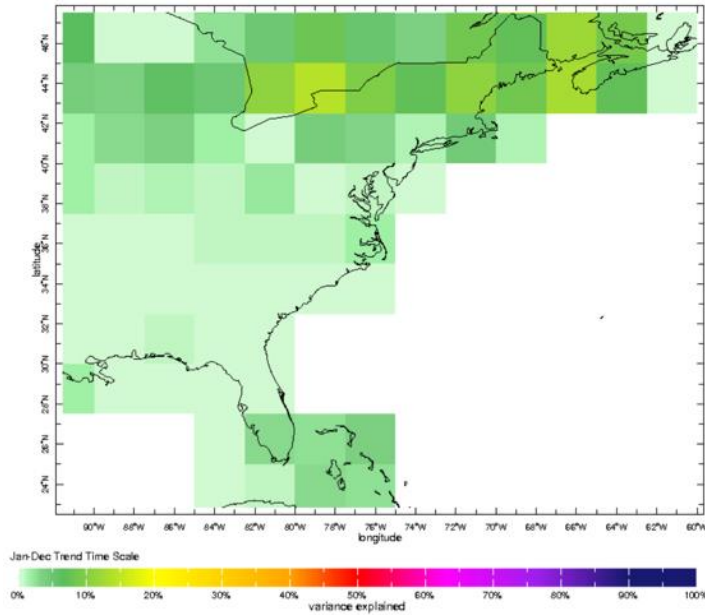 46°N
44°N
42°N
40°N
38°N
36°N
34°N
32°N
30°N
28°N
26°N
24°N
latitude
90°W 88°W 86°W 84°W 82°W 80°W 78°W 76°W 74°W 72°W 70°W 68°W 66°W 64°W 62°W 60°W
longitude
Jan-Dec Trend Time Scale
0% 10% 20% 30% 40% 50% 60% 70% 80% 90% 100%
variance explained